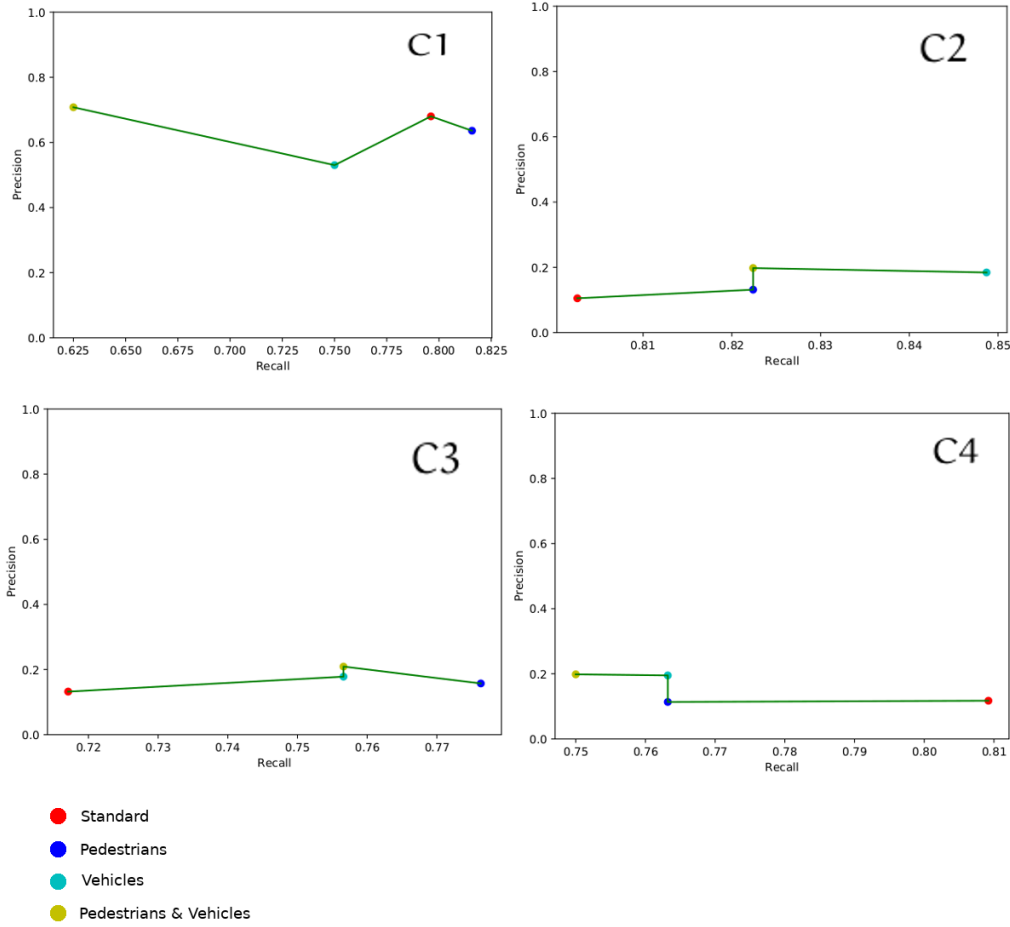 C1
1.0
0.8
0.6
0.4
0.2
0.0
Precision
0.625 0.650 0.675 0.700 0.725 0.750 0.775 0.800 0.825
Recall
C2
1.0
0.8
0.6
0.4
0.2
0.0
Precision
0.81 0.82 0.83 0.84 0.85
Recall
C3
1.0
0.8
0.6
0.4
0.2
0.0
Precision
0.72 0.73 0.74 0.75 0.76 0.77
Recall
C4
1.0
0.8
0.6
0.4
0.2
0.0
Precision
0.75 0.76 0.77 0.78 0.79 0.80 0.81
Recall
Standard
Pedestrians
Vehicles
Pedestrians & Vehicles